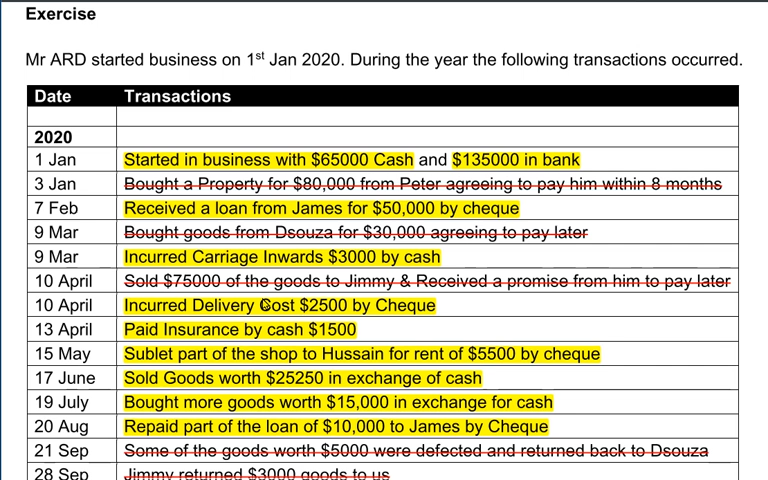 Exercise
Mr ARD started business on 1st Jan 2020. During the year the following transactions occurred.
Date Transactions
2020
1 Jan Started in business with $65000 Cash and $135000 in bank
3 Jan Bought a Property for $80,000 from Peter agreeing to pay him within 8 months
7 Feb Received a loan from James for $50,000 by cheque
9 Mar Bought goods from Dsouza for $30,000 agreeing to pay later
9 Mar Incurred Carriage Inwards $3000 by cash
10 April Sold $75000 of the goods to Jimmy & Received a promise from him to pay later
10 April Incurred Delivery Cost $2500 by Cheque
13 April Paid Insurance by cash $1500
15 May Sublet part of the shop to Hussain for rent of $5500 by cheque
17 June Sold Goods worth $25250 in exchange of cash
19 July Bought more goods worth $15,000 in exchange for cash
20 Aug Repaid part of the loan of $10,000 to James by Cheque
21 Sep Some of the goods worth $5000 were defected and returned back to Dsouza
28 Sep Jimmy returned $3000 goods to us